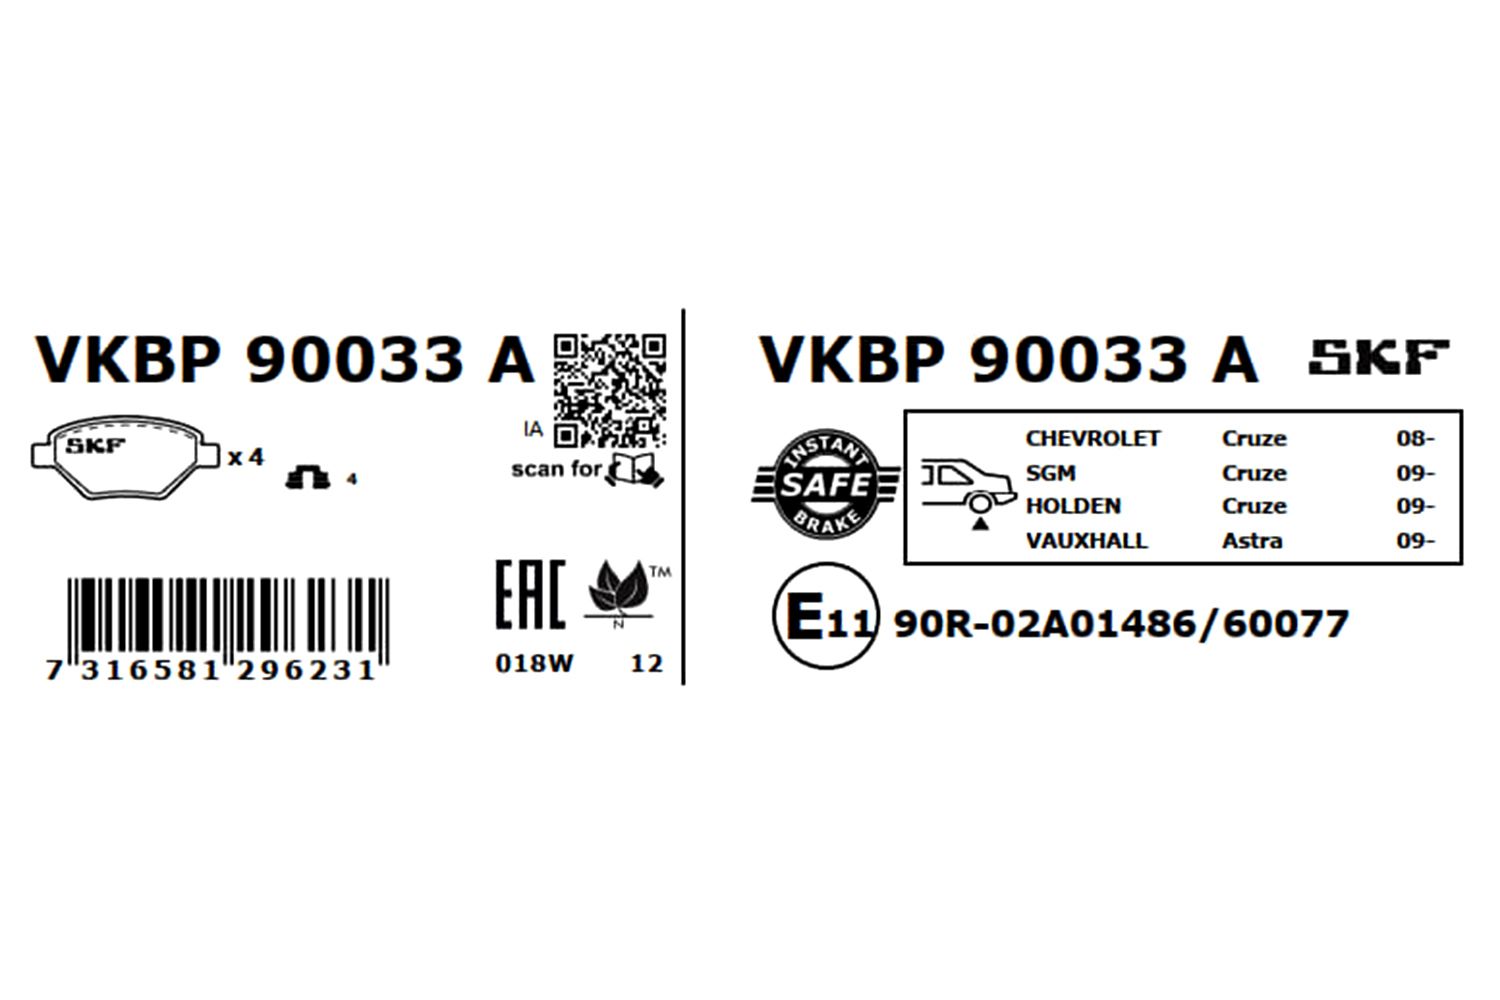 VKBP 90033 A
SKF
x 4
4
IA
scan for
EAC
TM
N
018W 12
7 316581 296231
VKBP 90033 A SKF
INSTANT
SAFE
BRAKE
CHEVROLET Cruze 08-
SGM Cruze 09-
HOLDEN Cruze 09-
VAUXHALL Astra 09-
E11 90R-02A01486/60077